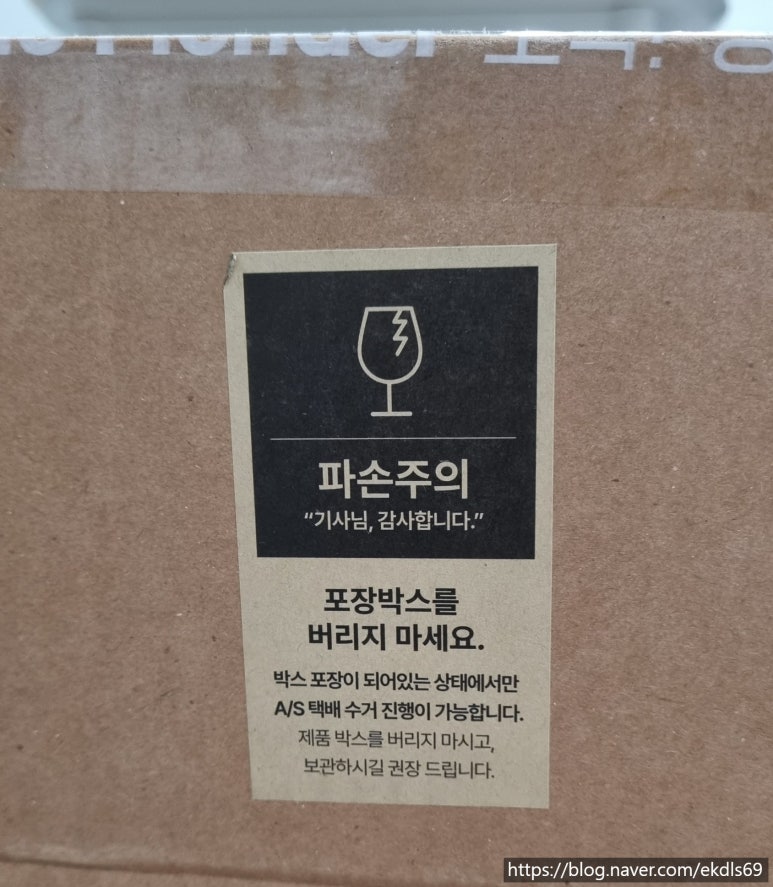 파손주의
“기사님, 감사합니다.”
포장박스를
버리지 마세요.
박스 포장이 되어있는 상태에서만
A/S 택배 수거 진행이 가능합니다.
제품 박스를 버리지 마시고,
보관하시길 권장 드립니다.
https://blog.naver.com/ekdls69